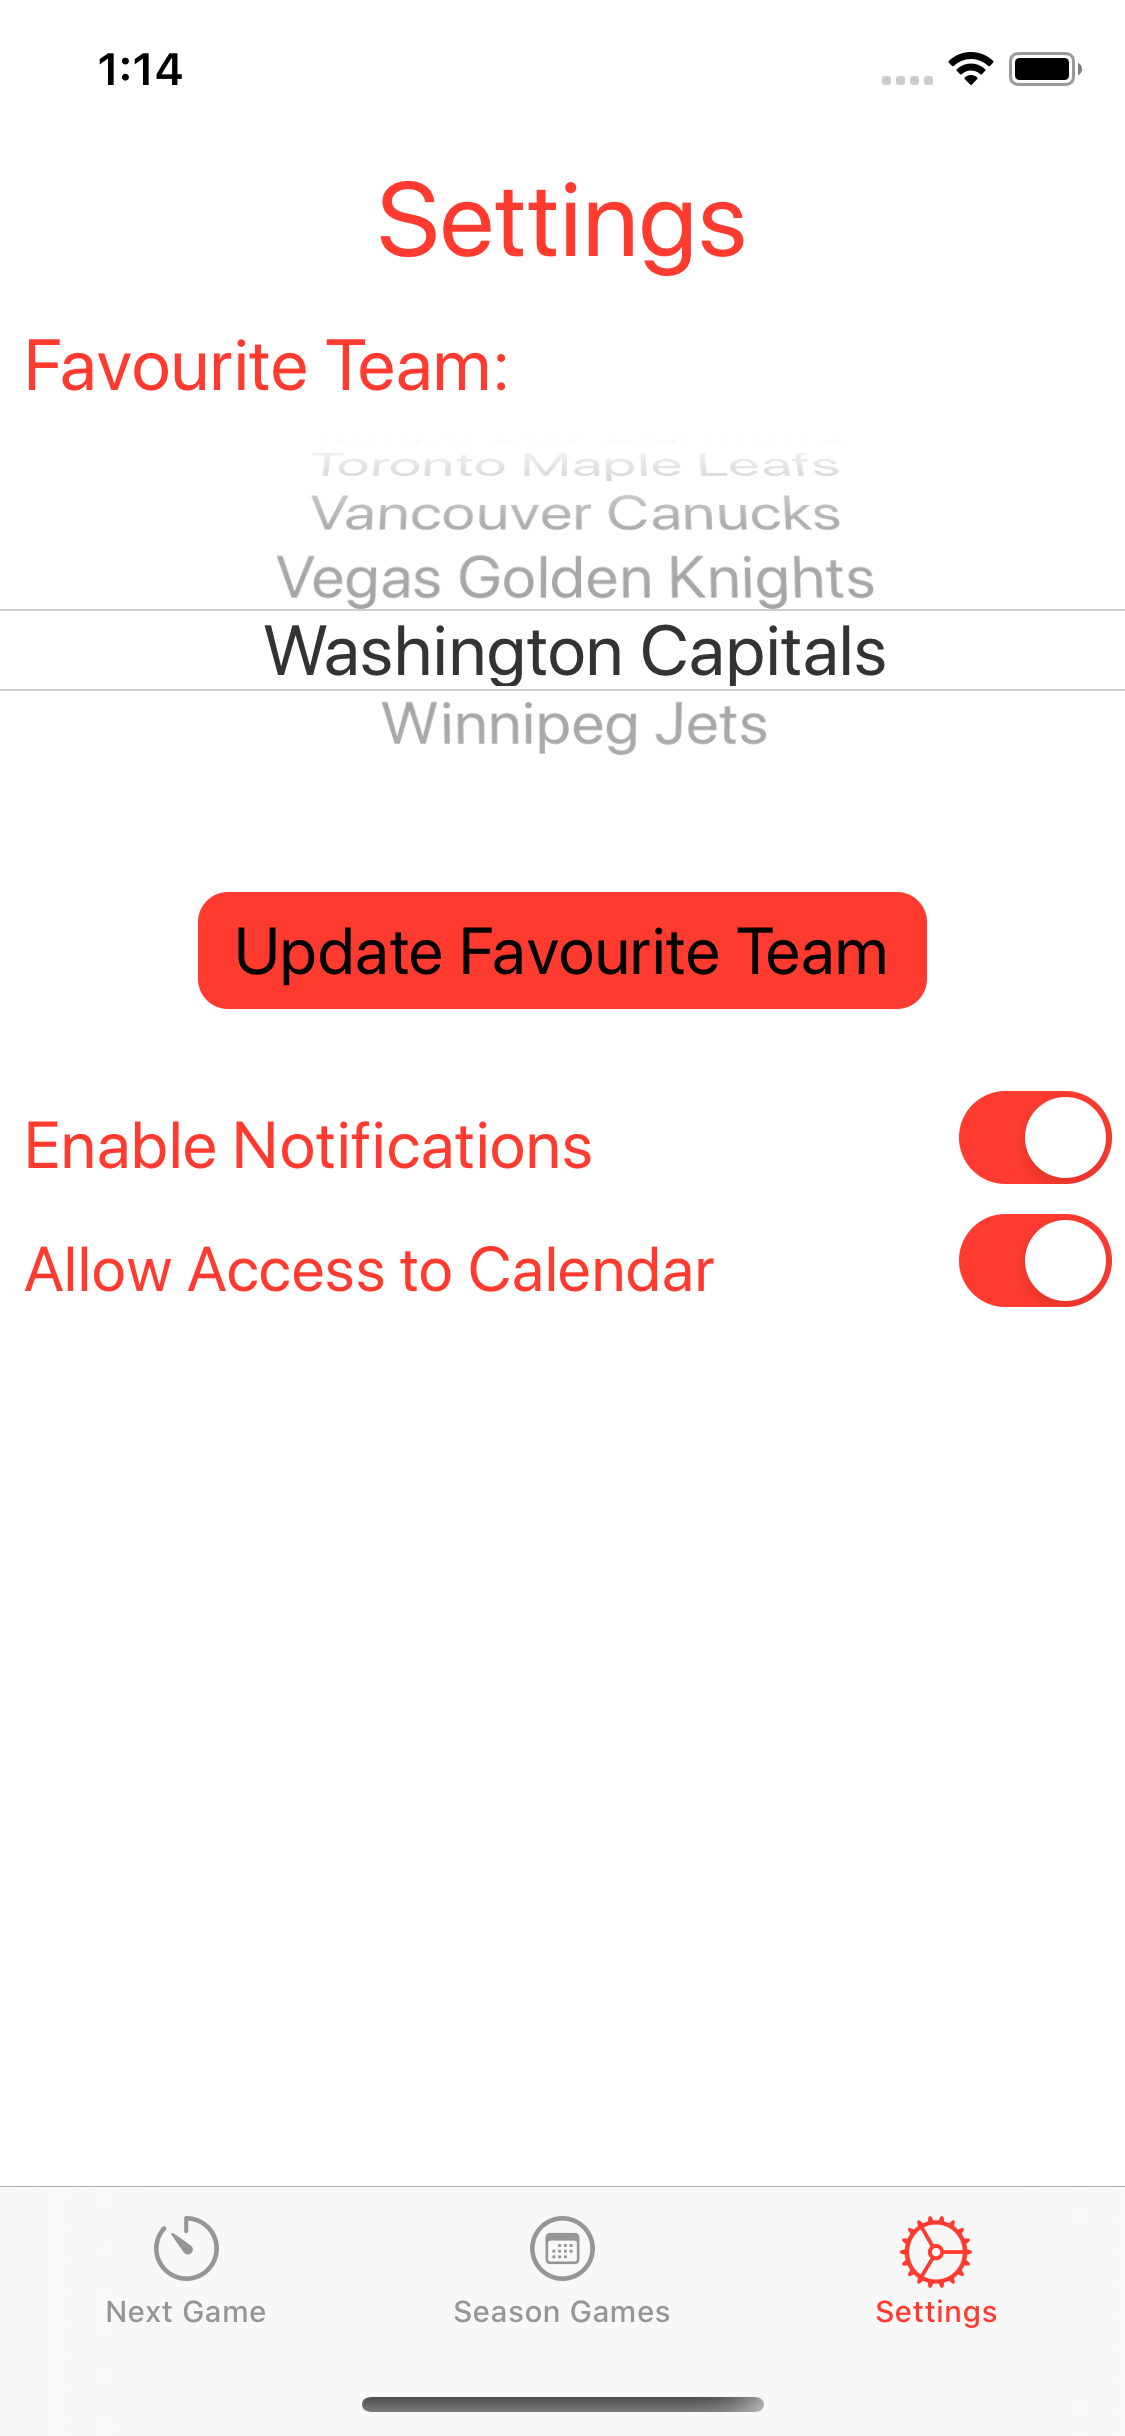 1:14
Settings
Favourite Team:
Toronto Maple Leafs
Vancouver Canucks
Vegas Golden Knights
Washington Capitals
Winnipeg Jets
Update Favourite Team
Enable Notifications
Allow Access to Calendar
Next Game
Season Games
Settings